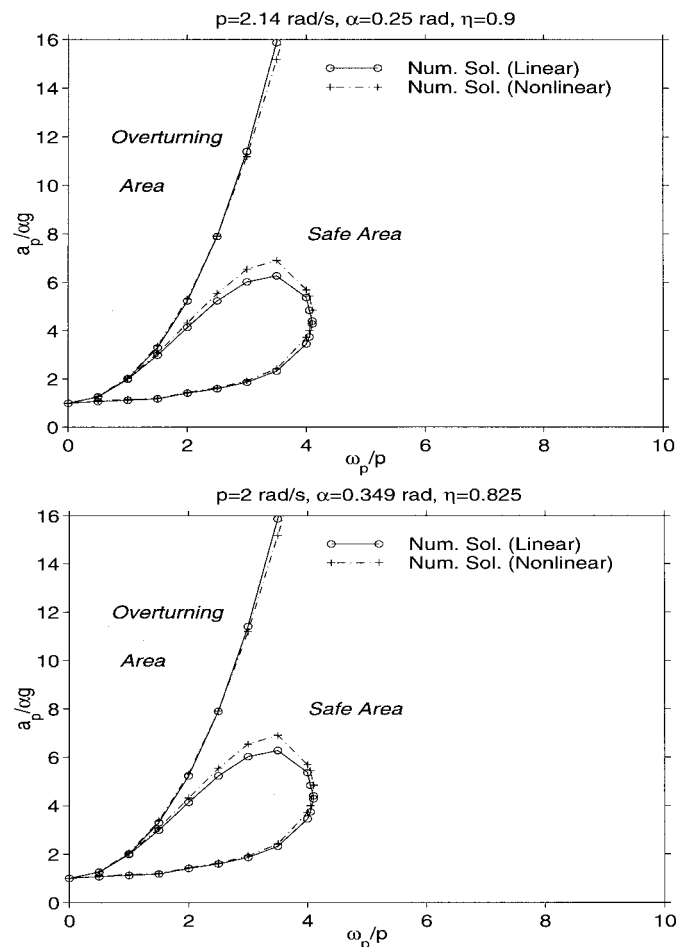 p=2.14 rad/s, α=0.25 rad, η=0.9
16
14
12
10
8
6
4
2
0
a_p/αg
Num. Sol. (Linear)
Num. Sol. (Nonlinear)
Overturning
Area
Safe Area
0 2 4 6 8 10
ω_p/p
p=2 rad/s, α=0.349 rad, η=0.825
16
14
12
10
8
6
4
2
0
a_p/αg
Num. Sol. (Linear)
Num. Sol. (Nonlinear)
Overturning
Area
Safe Area
0 2 4 6 8 10
ω_p/p